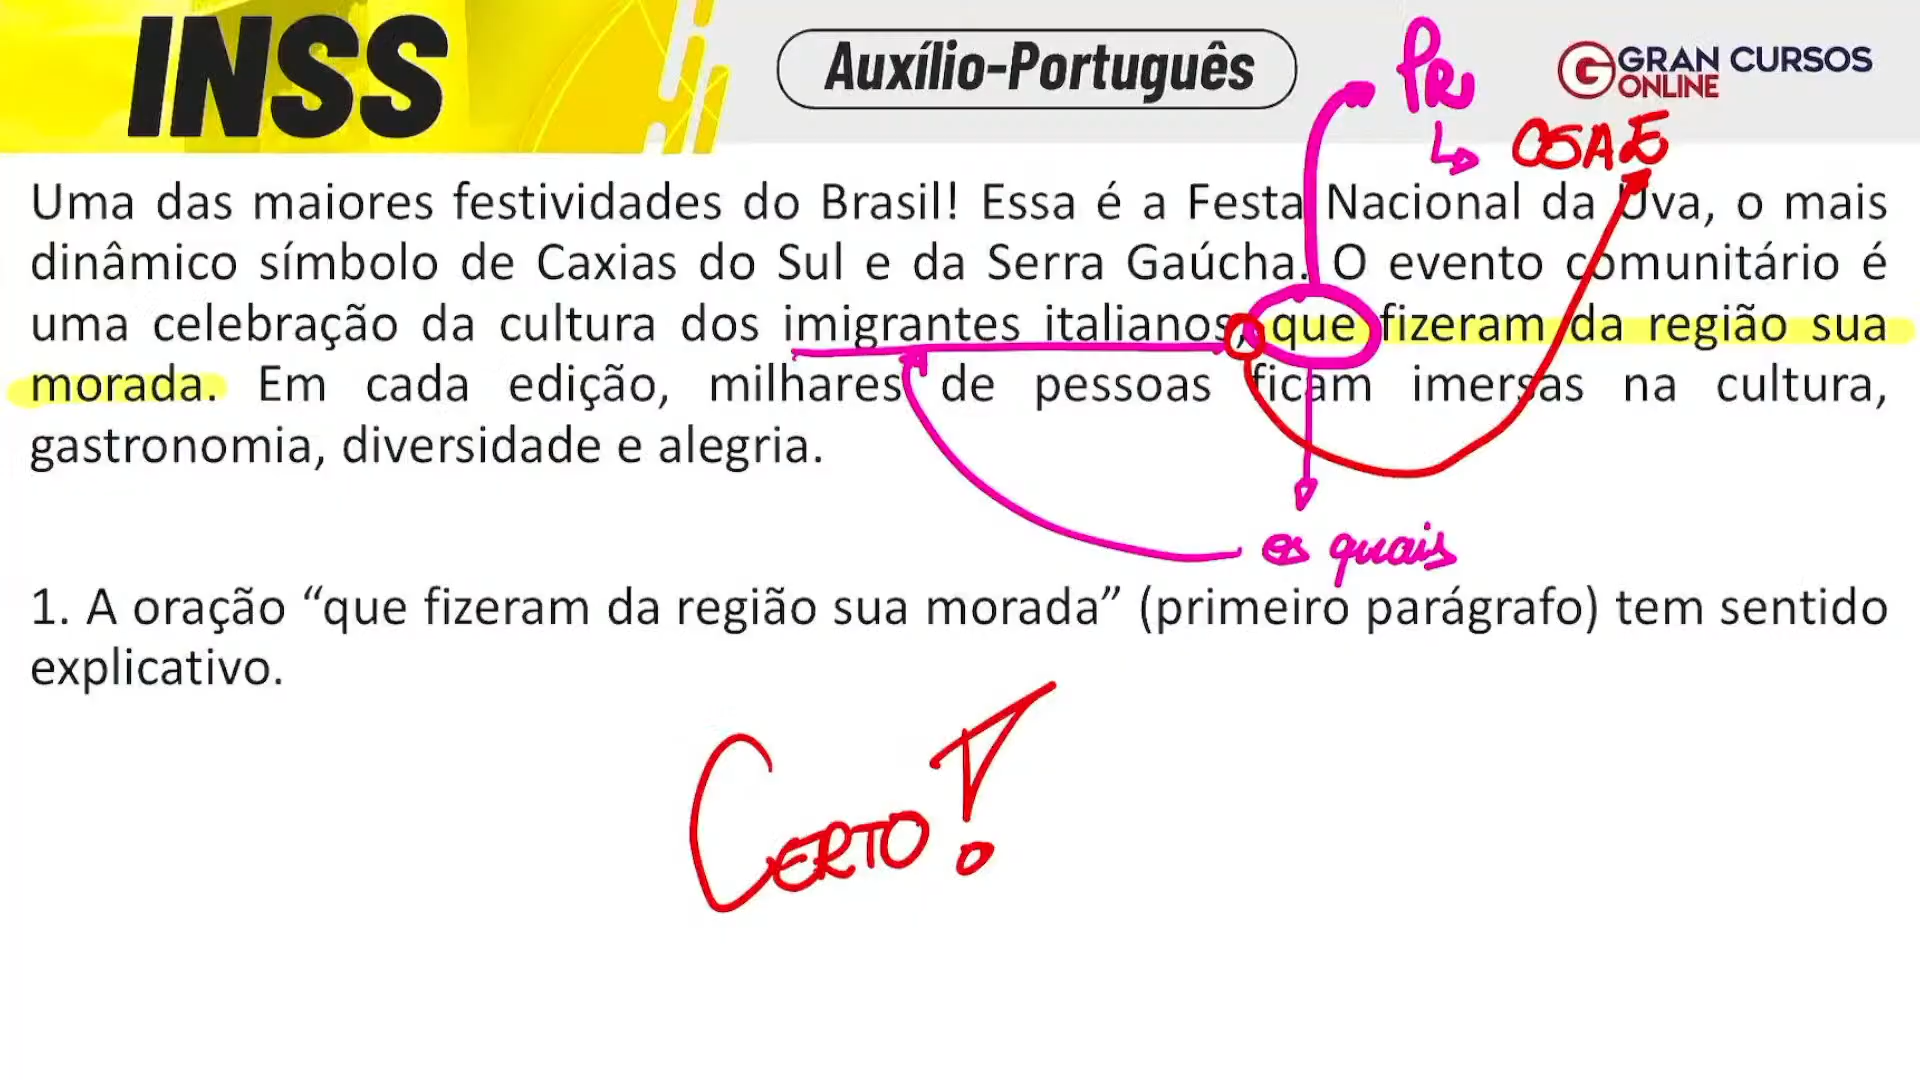 INSS
Auxílio-Português
PR
GRAN CURSOS
ONLINE
↳ OSAE
Uma das maiores festividades do Brasil! Essa é a Festa Nacional da Uva, o mais
dinâmico símbolo de Caxias do Sul e da Serra Gaúcha. O evento comunitário é
uma celebração da cultura dos imigrantes italianos, que fizeram da região sua
morada. Em cada edição, milhares de pessoas ficam imersas na cultura,
gastronomia, diversidade e alegria.
os quais
1. A oração “que fizeram da região sua morada” (primeiro parágrafo) tem sentido
explicativo.
CERTO!